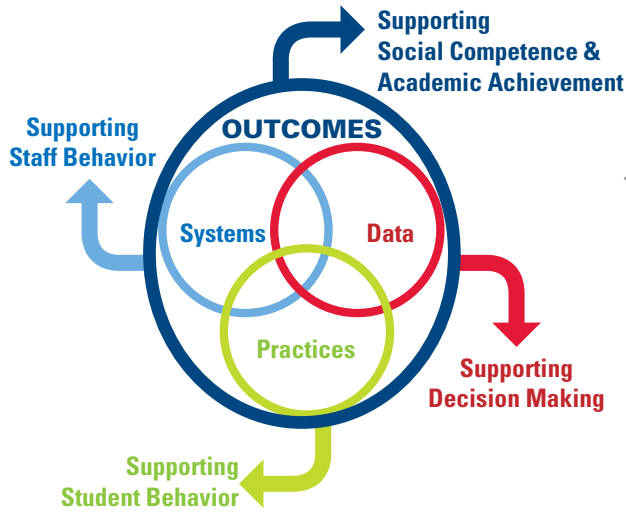 Supporting
Social Competence &
Academic Achievement
OUTCOMES
Supporting
Staff Behavior
Systems
Data
Practices
Supporting
Decision Making
Supporting
Student Behavior